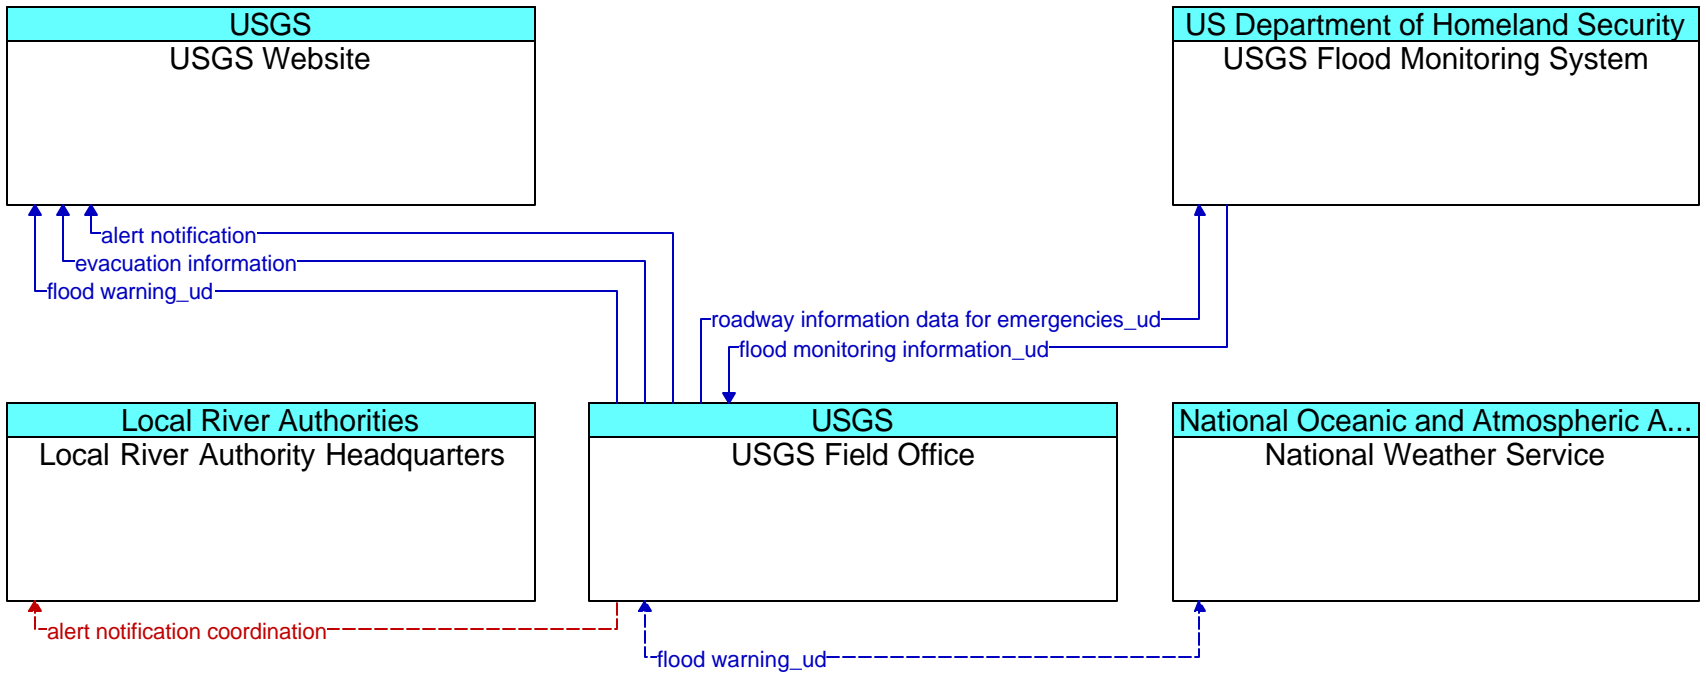 USGS
USGS Website
US Department of Homeland Security
USGS Flood Monitoring System
alert notification
evacuation information
flood warning_ud
roadway information data for emergencies_ud
flood monitoring information_ud
Local River Authorities
Local River Authority Headquarters
USGS
USGS Field Office
National Oceanic and Atmospheric A...
National Weather Service
alert notification coordination
flood warning_ud